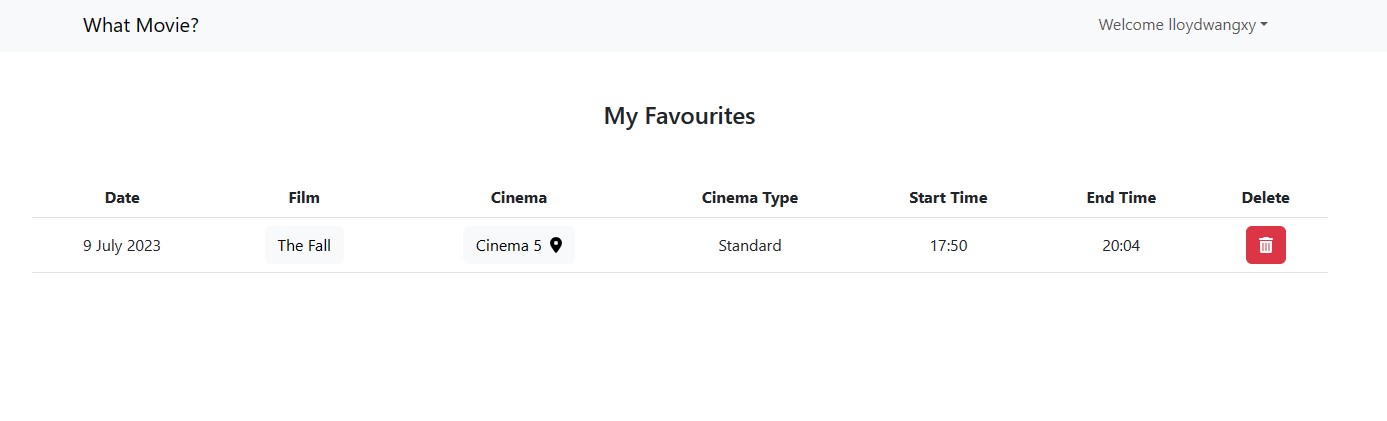 What Movie? Welcome lloydwangxy
My Favourites
Date Film Cinema Cinema Type Start Time End Time Delete
9 July 2023 The Fall Cinema 5 Standard 17:50 20:04